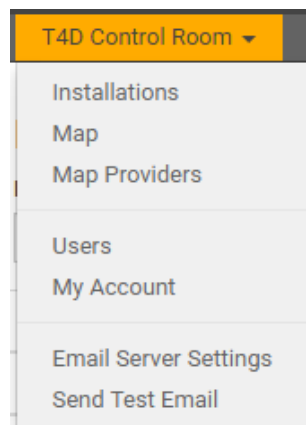 T4D Control Room
Installations
Map
Map Providers
Users
My Account
Email Server Settings
Send Test Email